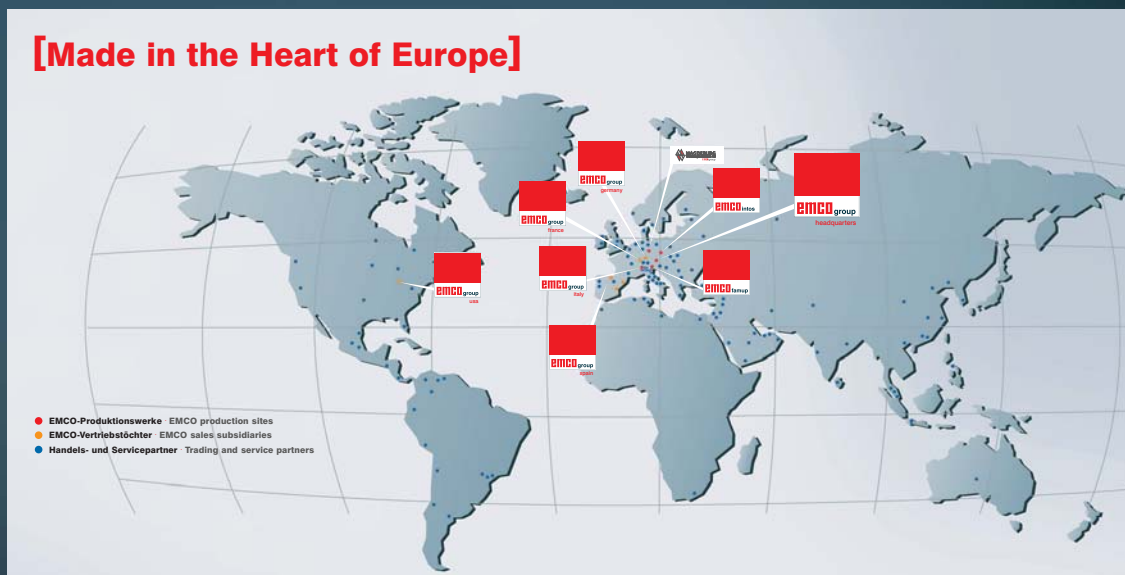 [Made in the Heart of Europe]
emco group
germany
MAGDEBURG
emco group
france
emco intos
emco group
headquarters
emco group
italy
emco famup
emco group
usa
emco group
spain
EMCO-Produktionswerke · EMCO production sites
EMCO-Vertriebstöchter · EMCO sales subsidiaries
Handels- und Servicepartner · Trading and service partners